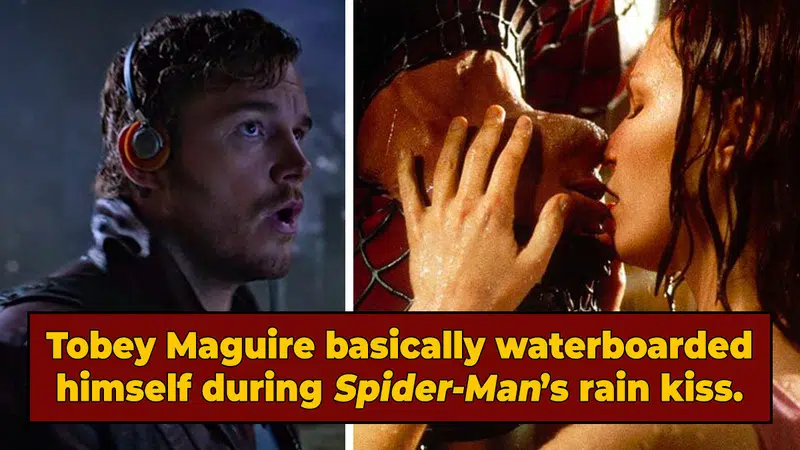 Tobey Maguire basically waterboarded
himself during Spider-Man’s rain kiss.